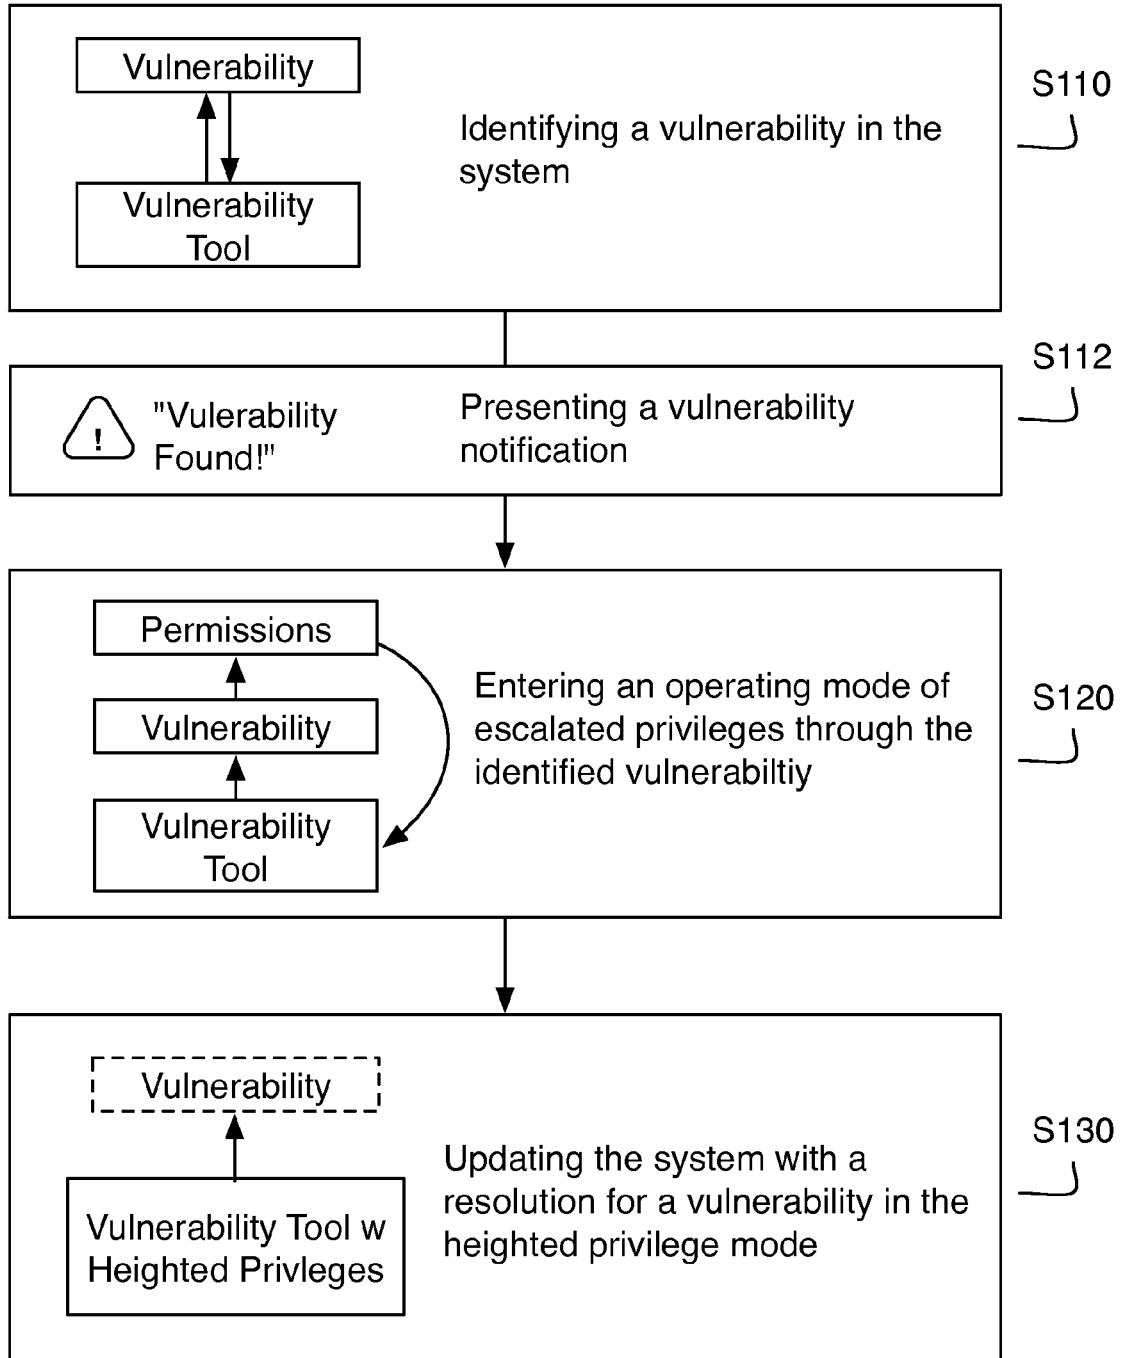 Vulnerability
Vulnerability
Tool
Identifying a vulnerability in the
system
S110
"Vulerability
Found!"
!
Presenting a vulnerability
notification
S112
Permissions
Vulnerability
Vulnerability
Tool
Entering an operating mode of
escalated privileges through the
identified vulnerabiltiy
S120
Vulnerability
Vulnerability Tool w
Heighted Privleges
Updating the system with a
resolution for a vulnerability in the
heighted privilege mode
S130